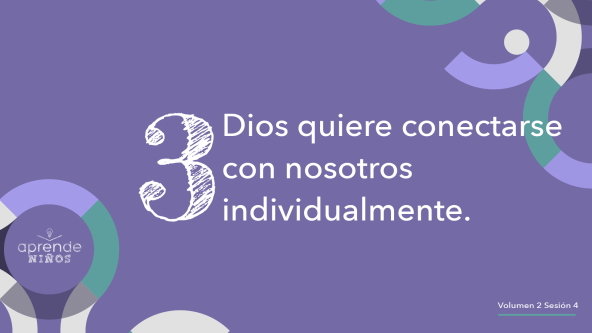 3
Dios quiere conectarse
con nosotros
individualmente.
aprende
NIÑOS
Volumen 2 Sesión 4